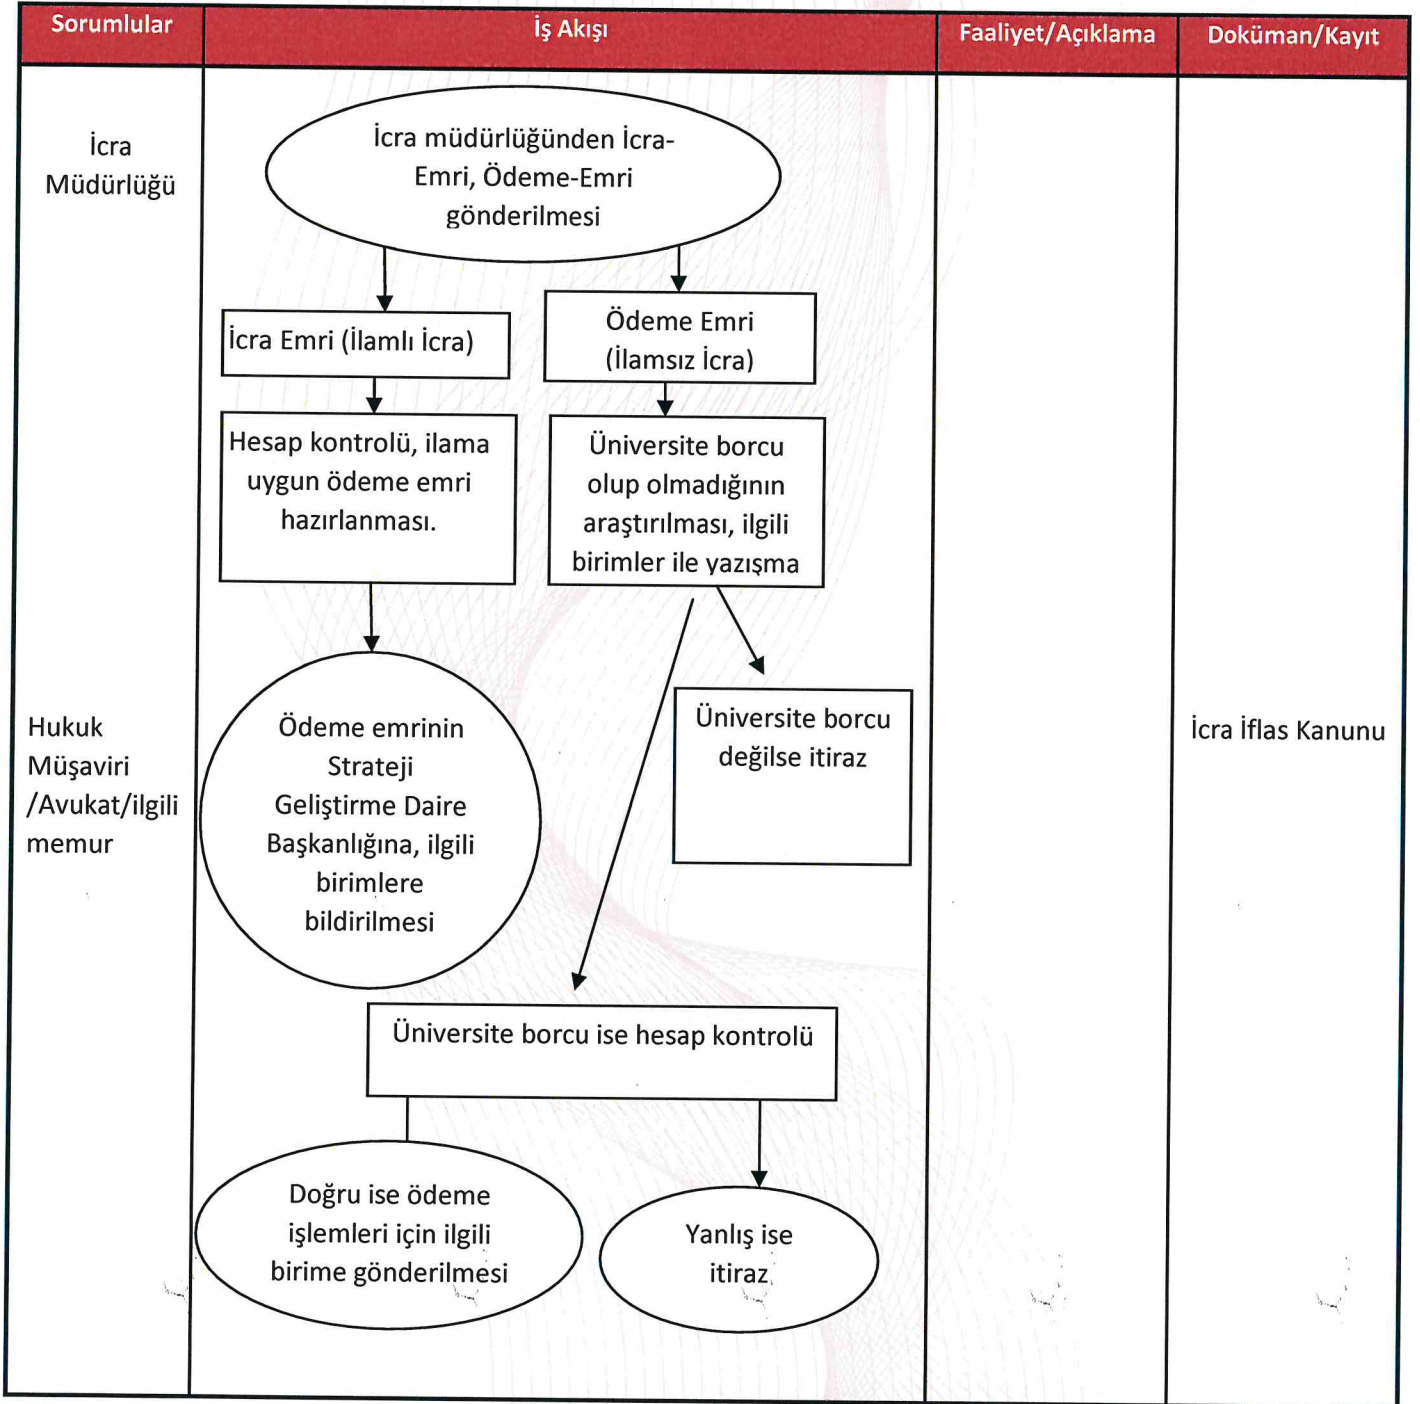 Sorumlular
İş Akışı
Faaliyet/Açıklama
Doküman/Kayıt
İcra
Müdürlüğü
İcra müdürlüğünden İcra-
Emri, Ödeme-Emri
gönderilmesi
İcra Emri (İlamlı İcra)
Ödeme Emri
(İlamsız İcra)
Hesap kontrolü, ilama
uygun ödeme emri
hazırlanması.
Üniversite borcu
olup olmadığının
araştırılması, ilgili
birimler ile yazışma
Hukuk
Müşaviri
/Avukat/ilgili
memur
Ödeme emrinin
Strateji
Geliştirme Daire
Başkanlığına, ilgili
birimlere
bildirilmesi
Üniversite borcu
değilse itiraz
İcra İflas Kanunu
Üniversite borcu ise hesap kontrolü
Doğru ise ödeme
işlemleri için ilgili
birime gönderilmesi
Yanlış ise
itiraz